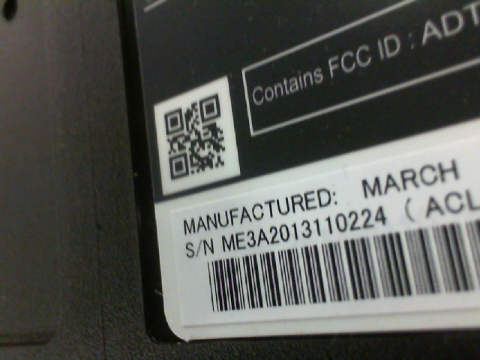 Contains FCC ID : ADT
MANUFACTURED: MARCH
S/N ME3A2013110224 ( ACL